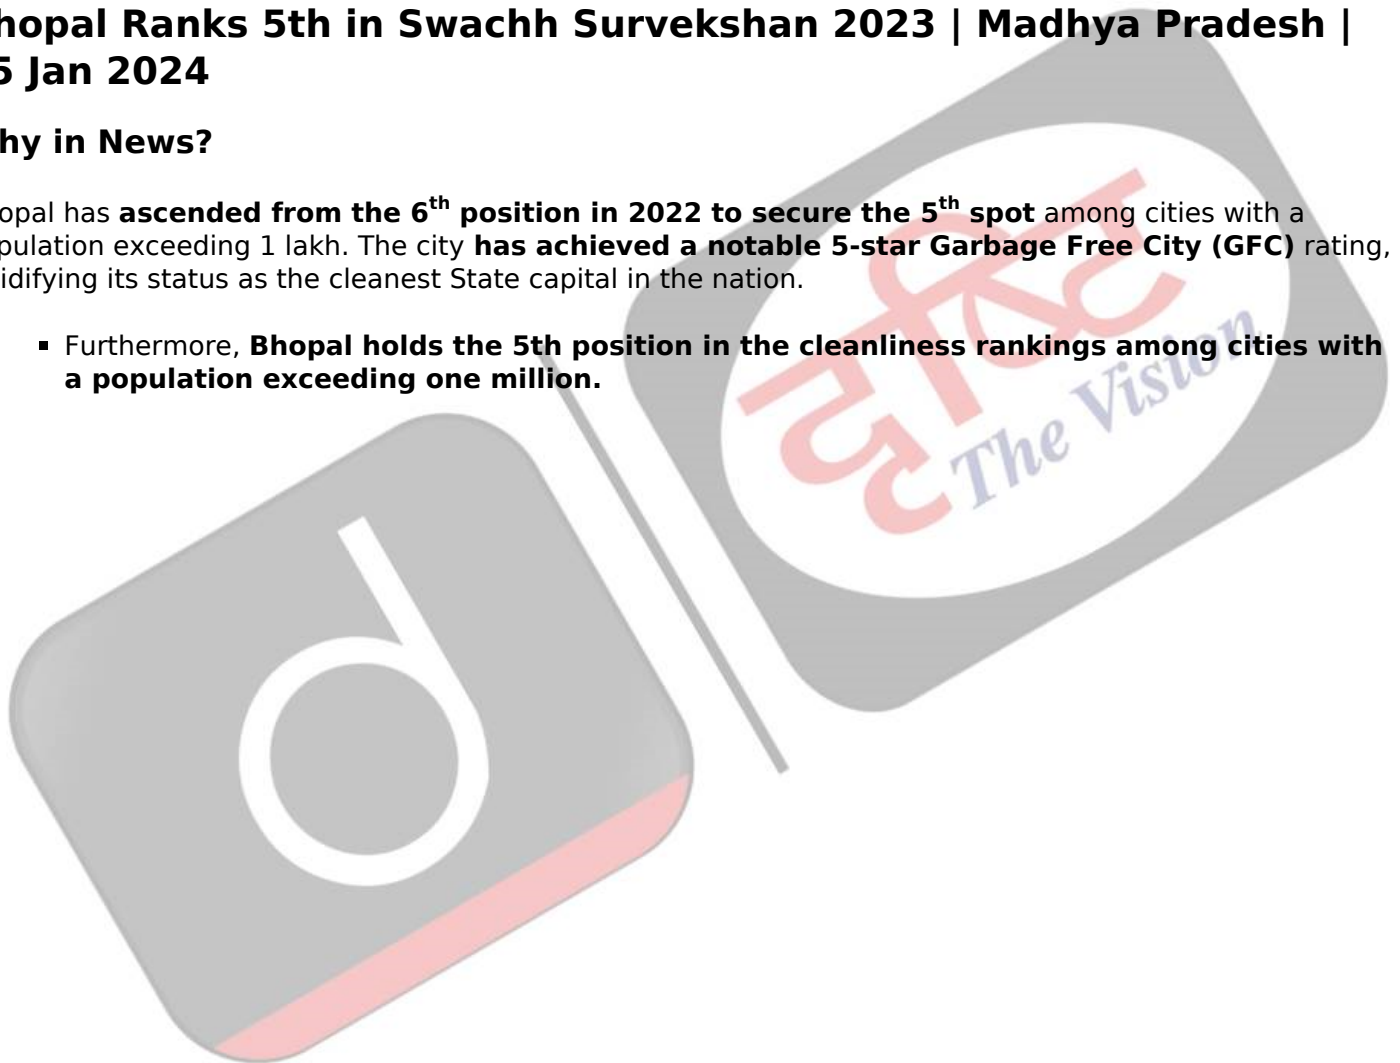 hopal Ranks 5th in Swachh Survekshan 2023 | Madhya Pradesh |
5 Jan 2024
hy in News?
opal has ascended from the 6th position in 2022 to secure the 5th spot among cities with a
pulation exceeding 1 lakh. The city has achieved a notable 5-star Garbage Free City (GFC) rating,
idifying its status as the cleanest State capital in the nation.
▪ Furthermore, Bhopal holds the 5th position in the cleanliness rankings among cities with
a population exceeding one million.
दृष्टि
The Vision
d